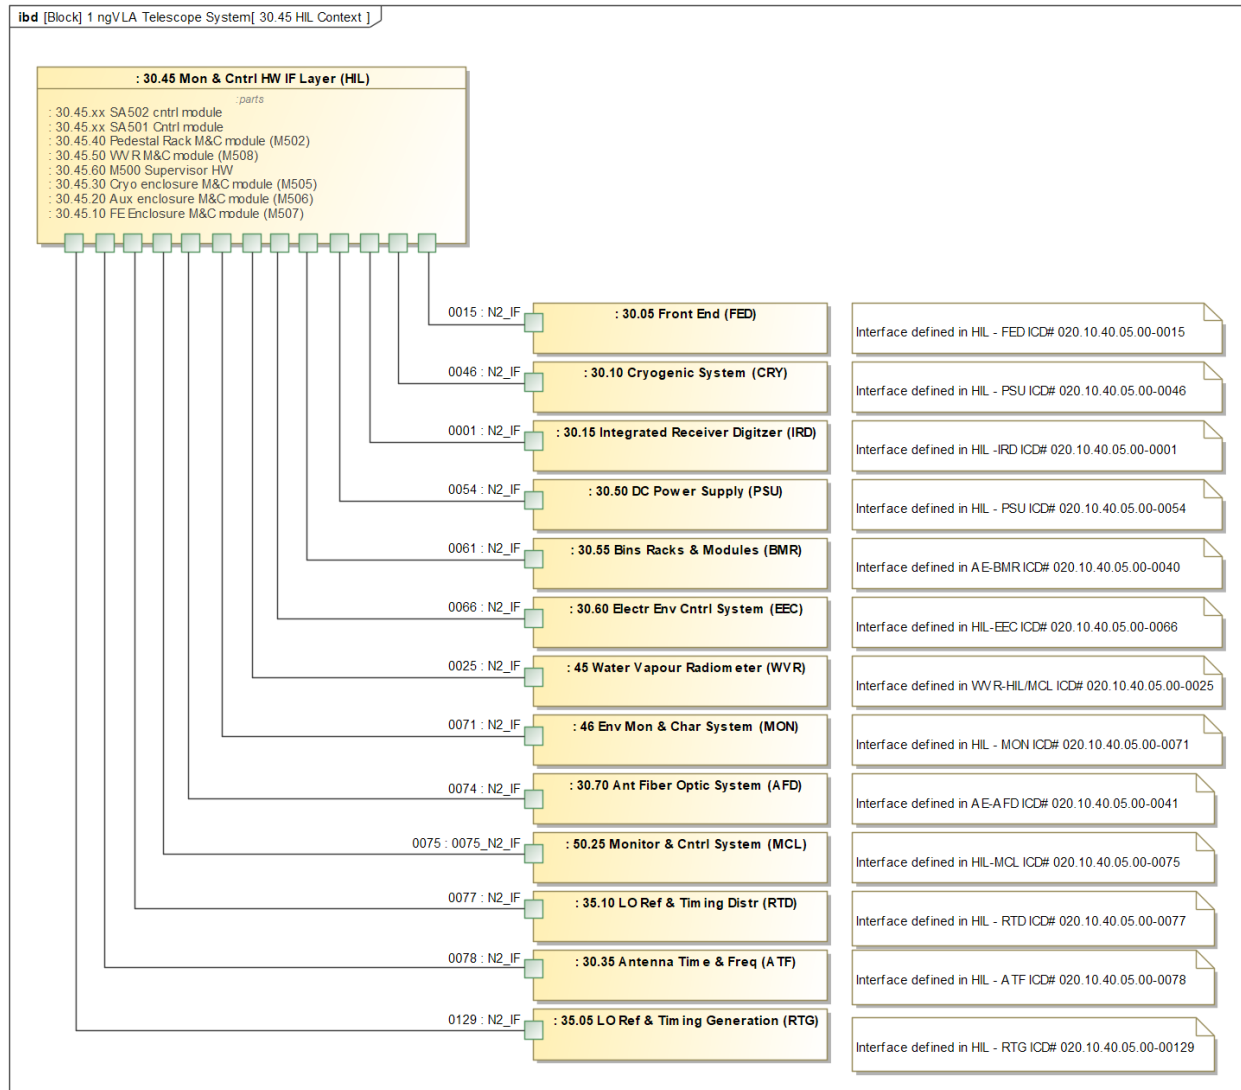 ibd [Block] 1 ngVLA Telescope System[ 30.45 HIL Context ]
: 30.45 Mon & Cntrl HW IF Layer (HIL)
:parts
: 30.45.xx SA502 cntrl module
: 30.45.xx SA501 Cntrl module
: 30.45.40 Pedestal Rack M&C module (M502)
: 30.45.50 WVR M&C module (M508)
: 30.45.60 M500 Supervisor HW
: 30.45.30 Cryo enclosure M&C module (M505)
: 30.45.20 Aux enclosure M&C module (M506)
: 30.45.10 FE Enclosure M&C module (M507)
0015 : N2_IF
: 30.05 Front End (FED)
Interface defined in HIL - FED ICD# 020.10.40.05.00-0015
0046 : N2_IF
: 30.10 Cryogenic System (CRY)
Interface defined in HIL - PSU ICD# 020.10.40.05.00-0046
0001 : N2_IF
: 30.15 Integrated Receiver Digitzer (IRD)
Interface defined in HIL -IRD ICD# 020.10.40.05.00-0001
0054 : N2_IF
: 30.50 DC Power Supply (PSU)
Interface defined in HIL - PSU ICD# 020.10.40.05.00-0054
0061 : N2_IF
: 30.55 Bins Racks & Modules (BMR)
Interface defined in AE-BMR ICD# 020.10.40.05.00-0040
0066 : N2_IF
: 30.60 Electr Env Cntrl System (EEC)
Interface defined in HIL-EEC ICD# 020.10.40.05.00-0066
0025 : N2_IF
: 45 Water Vapour Radiometer (WVR)
Interface defined in WVR-HIL/MCL ICD# 020.10.40.05.00-0025
0071 : N2_IF
: 46 Env Mon & Char System (MON)
Interface defined in HIL - MON ICD# 020.10.40.05.00-0071
0074 : N2_IF
: 30.70 Ant Fiber Optic System (AFD)
Interface defined in AE-AFD ICD# 020.10.40.05.00-0041
0075 : 0075_N2_IF
: 50.25 Monitor & Cntrl System (MCL)
Interface defined in HIL-MCL ICD# 020.10.40.05.00-0075
0077 : N2_IF
: 35.10 LO Ref & Timing Distr (RTD)
Interface defined in HIL - RTD ICD# 020.10.40.05.00-0077
0078 : N2_IF
: 30.35 Antenna Time & Freq (ATF)
Interface defined in HIL - ATF ICD# 020.10.40.05.00-0078
0129 : N2_IF
: 35.05 LO Ref & Timing Generation (RTG)
Interface defined in HIL - RTG ICD# 020.10.40.05.00-00129